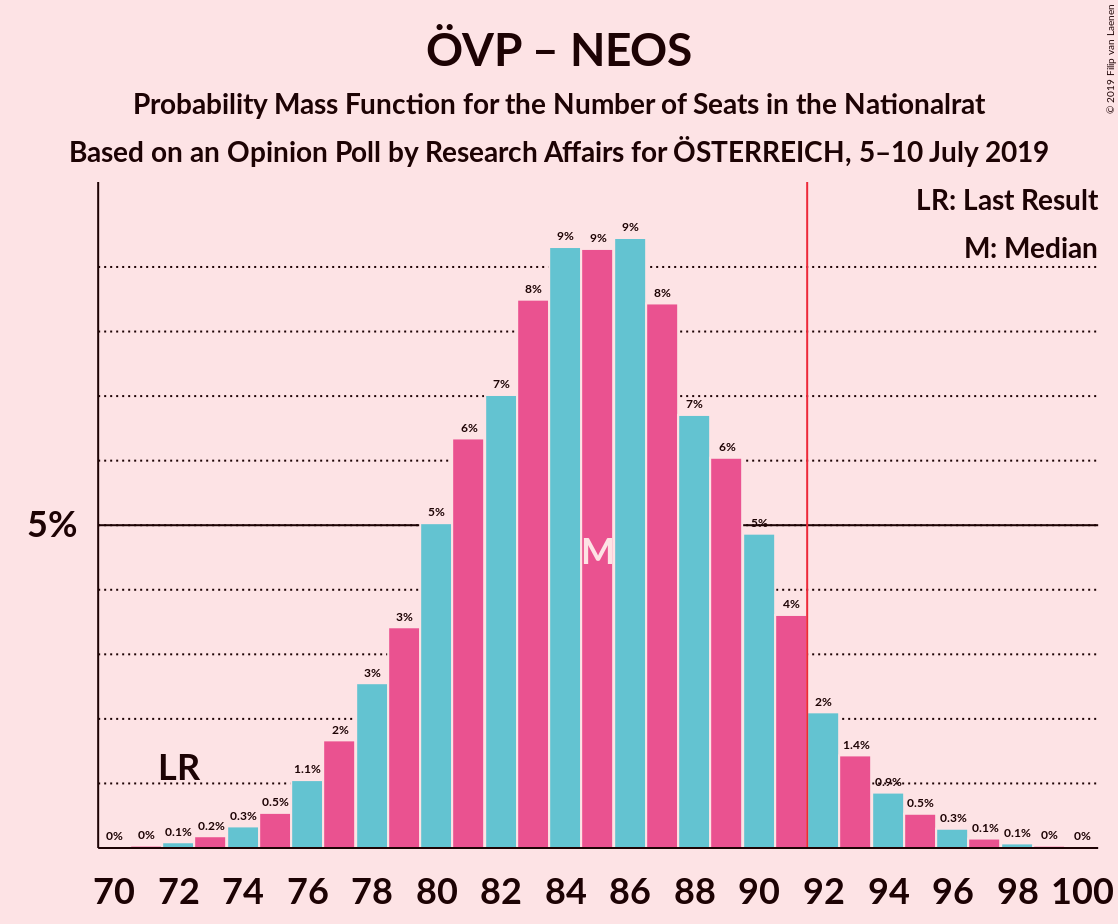 ÖVP – NEOS
Probability Mass Function for the Number of Seats in the Nationalrat
Based on an Opinion Poll by Research Affairs for ÖSTERREICH, 5–10 July 2019
© 2019 Filip van Laenen
LR: Last Result
M: Median
5%
LR
M
0% 0% 0.1% 0.2% 0.3% 0.5% 1.1% 2% 3% 3% 5% 6% 7% 8% 9% 9% 9% 8% 7% 6% 5% 4% 2% 1.4% 0.9% 0.5% 0.3% 0.1% 0.1% 0% 0%
70 72 74 76 78 80 82 84 86 88 90 92 94 96 98 100